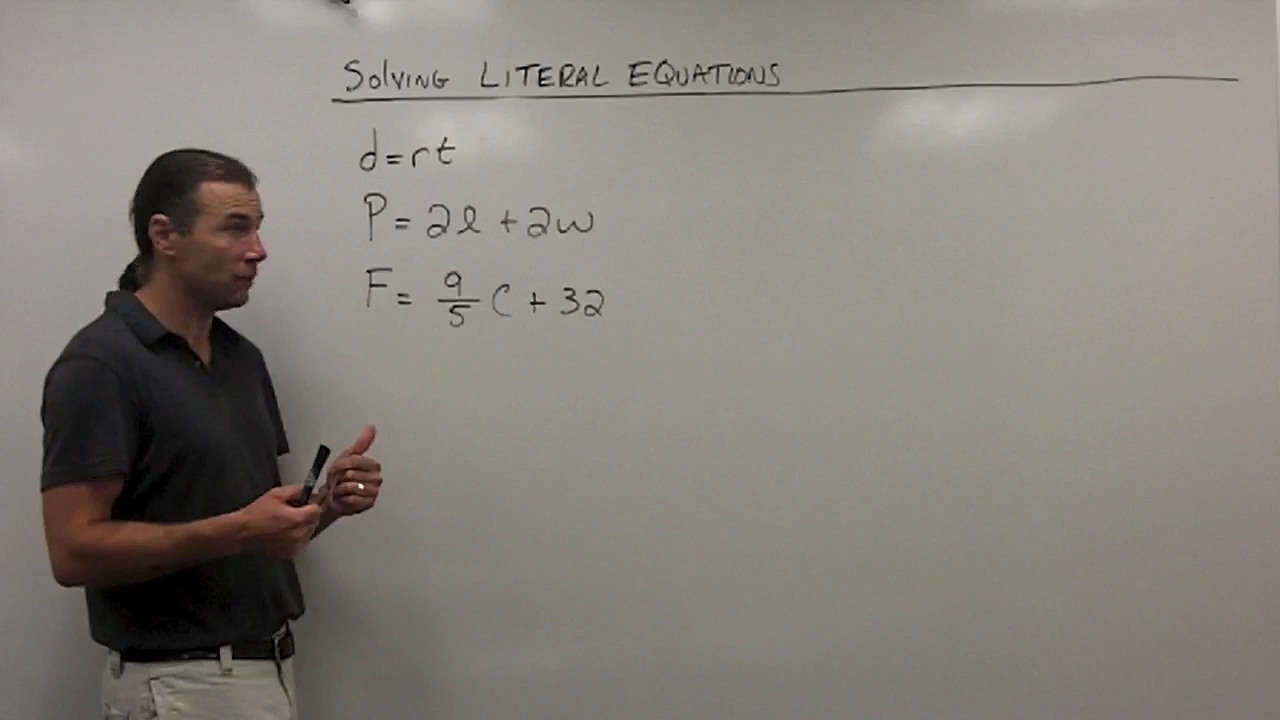 Solving LITERAL EQUATIONS
d=rt
P = 2l + 2w
F = 9/5 C + 32